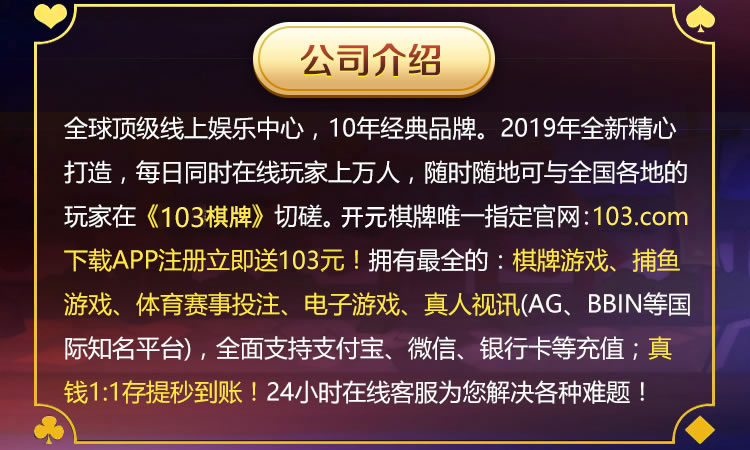 公司介绍
全球顶级线上娱乐中心，10年经典品牌。2019年全新精心
打造，每日同时在线玩家上万人，随时随地可与全国各地的
玩家在《103棋牌》切磋。开元棋牌唯一指定官网：103.com
下载APP注册立即送103元！拥有最全的：棋牌游戏、捕鱼
游戏、体育赛事投注、电子游戏、真人视讯(AG、BBIN等国
际知名平台)，全面支持支付宝、微信、银行卡等充值；真
钱1:1存提秒到账！24小时在线客服为您解决各种难题！